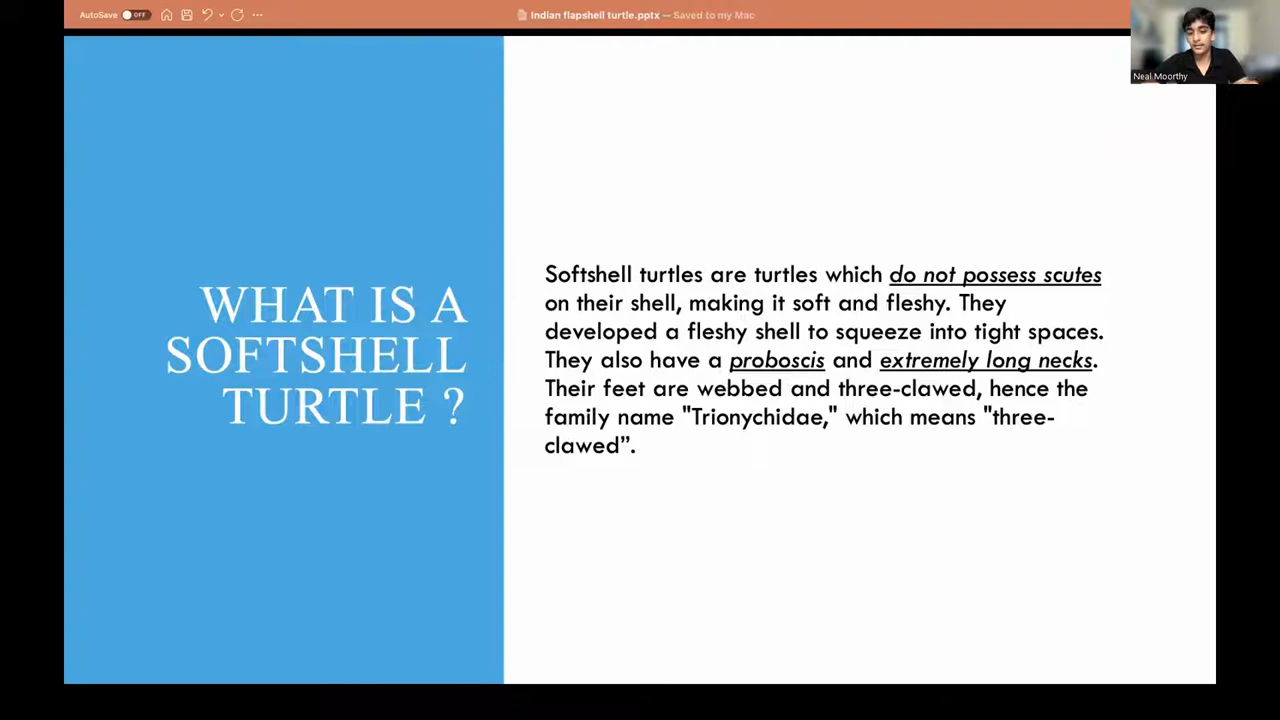 AutoSave OFF
Indian flapshell turtle.pptx — Saved to my Mac
Neal Moorthy
WHAT IS A
SOFTSHELL
TURTLE ?
Softshell turtles are turtles which do not possess scutes
on their shell, making it soft and fleshy. They
developed a fleshy shell to squeeze into tight spaces.
They also have a proboscis and extremely long necks.
Their feet are webbed and three-clawed, hence the
family name "Trionychidae," which means "three-
clawed”.